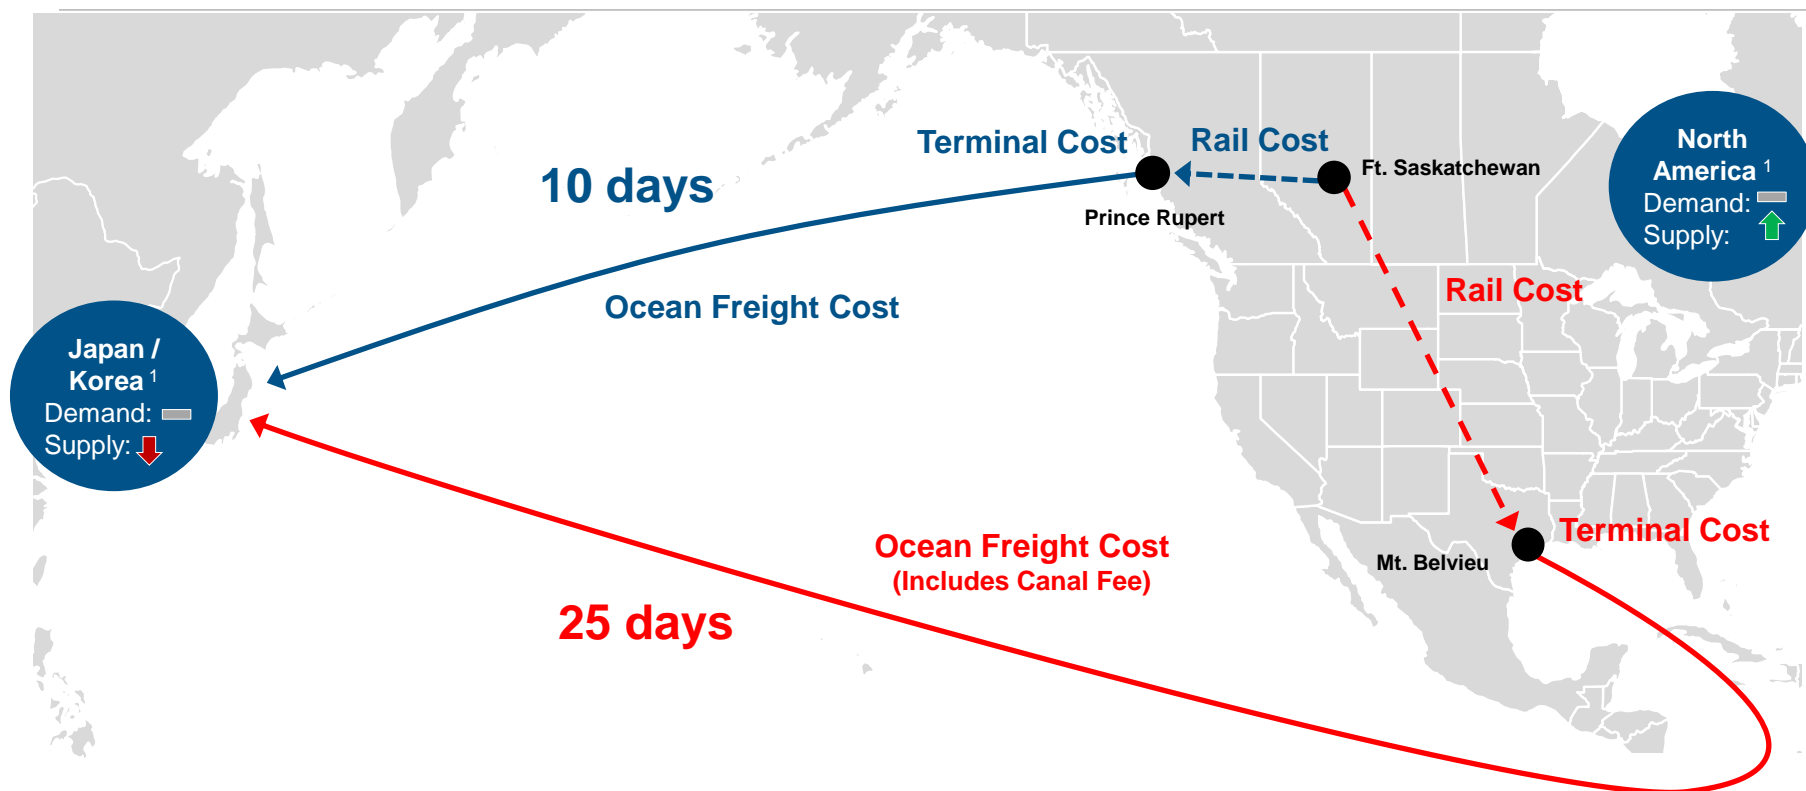 Terminal Cost
Rail Cost
North
America 1
Demand:
Supply:
10 days
Ft. Saskatchewan
Prince Rupert
Rail Cost
Ocean Freight Cost
Japan /
Korea 1
Demand:
Supply:
Ocean Freight Cost
(Includes Canal Fee)
Terminal Cost
Mt. Belvieu
25 days